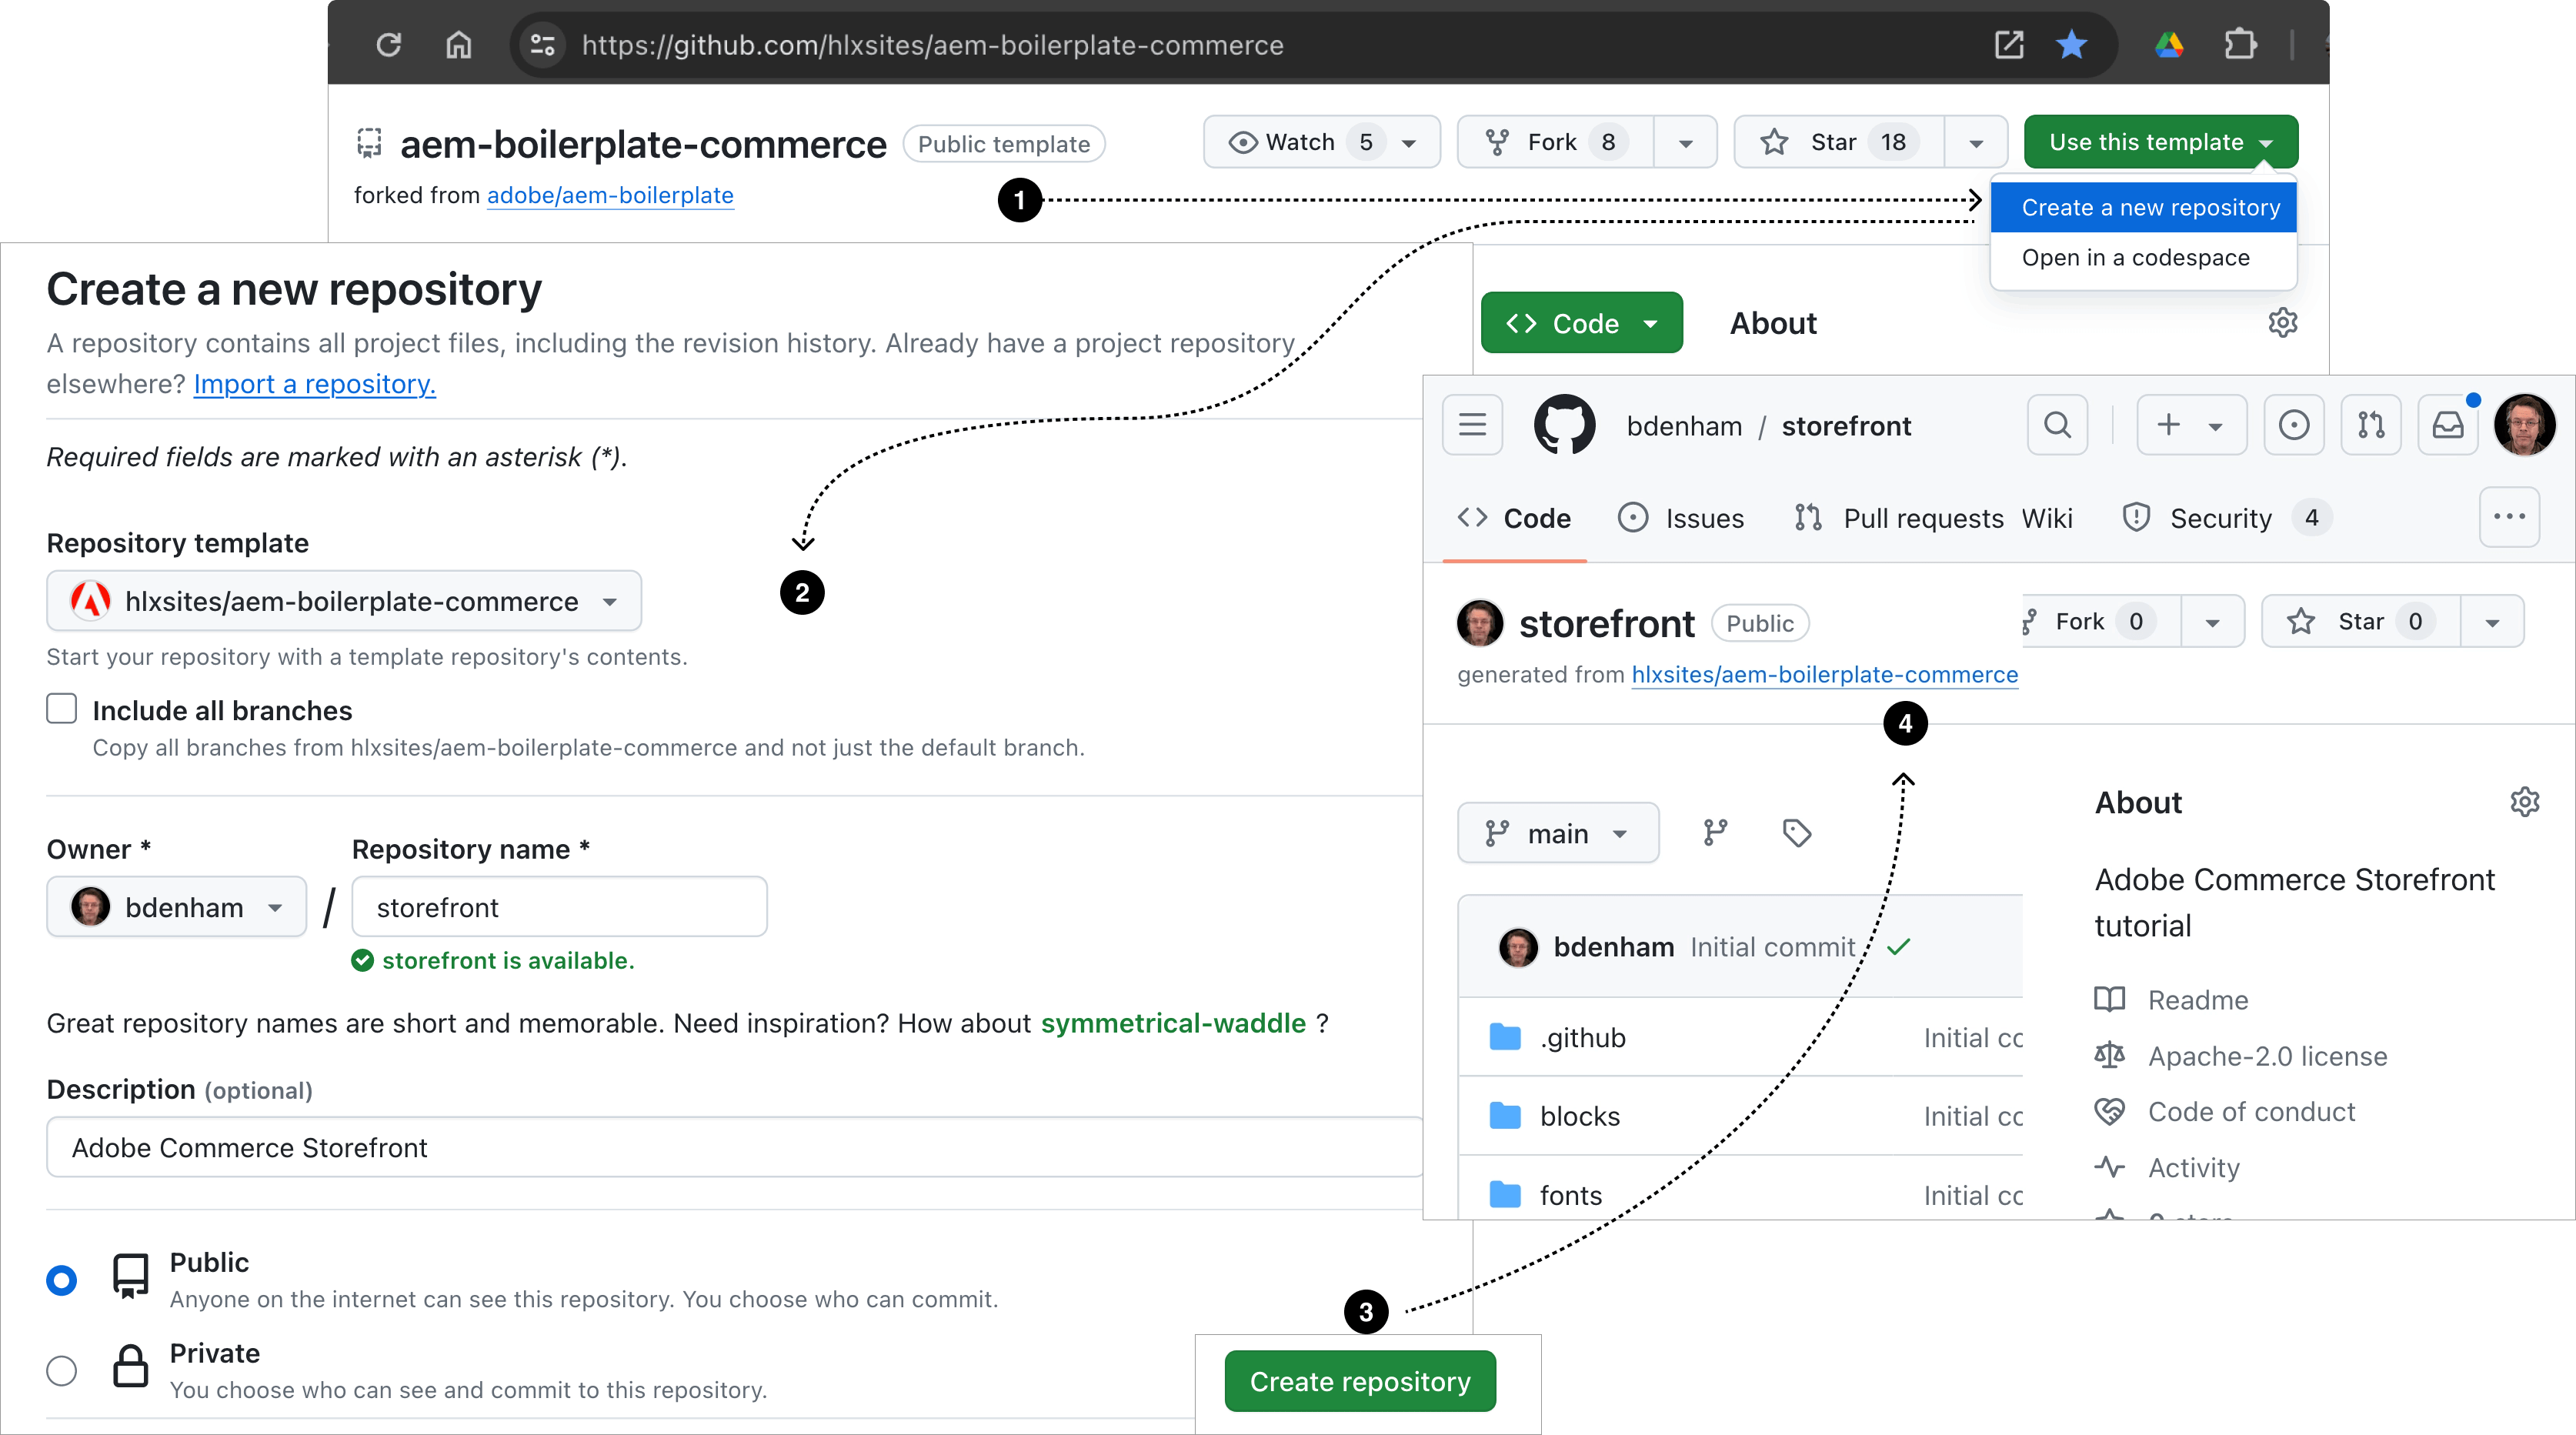 https://github.com/hlxsites/aem-boilerplate-commerce
aem-boilerplate-commerce Public template
Watch 5 Fork 8 Star 18 Use this template
forked from adobe/aem-boilerplate
1
Create a new repository
Open in a codespace
Code About
Create a new repository
A repository contains all project files, including the revision history. Already have a project repository
elsewhere? Import a repository.
Required fields are marked with an asterisk (*).
Repository template
2
hlxsites/aem-boilerplate-commerce
Start your repository with a template repository's contents.
Include all branches
Copy all branches from hlxsites/aem-boilerplate-commerce and not just the default branch.
Owner * Repository name *
bdenham / storefront
storefront is available.
Great repository names are short and memorable. Need inspiration? How about symmetrical-waddle ?
Description (optional)
Adobe Commerce Storefront
Public
Anyone on the internet can see this repository. You choose who can commit.
Private
You choose who can see and commit to this repository.
3
Create repository
bdenham / storefront
Code Issues Pull requests Wiki Security 4
storefront Public
Fork 0 Star 0
generated from hlxsites/aem-boilerplate-commerce
4
main
bdenham Initial commit
.github Initial cc
blocks Initial cc
fonts Initial cc
About
Adobe Commerce Storefront
tutorial
Readme
Apache-2.0 license
Code of conduct
Activity